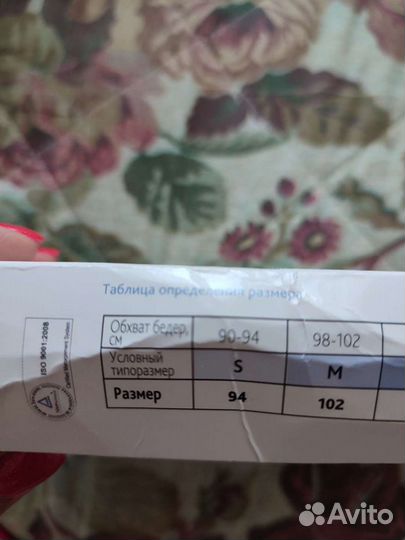 Таблица определения размера
Обхват бедер, см 90-94 98-102
Условный типоразмер S M
Размер 94 102
ISO 9001:2008
Avito